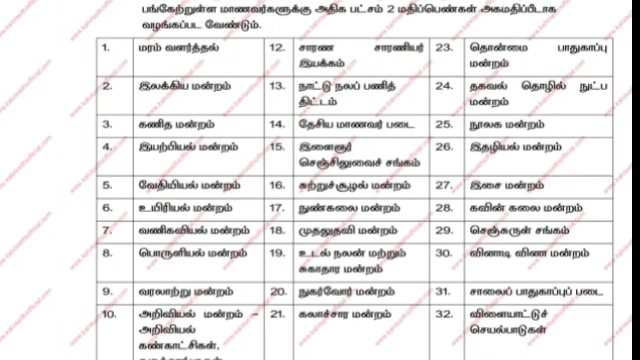 பங்கேற்றுள்ள மாணவர்களுக்கு அதிக பட்சம் 2 மதிப்பெண்கள் அகமதிப்பீடாக
வழங்கப்பட வேண்டும்.
1. மரம் வளர்த்தல் 12. சாரண சாரணியர் 23. தொன்மை பாதுகாப்பு
இயக்கம் மன்றம்
2. இலக்கிய மன்றம் 13. நாட்டு நலப் பணித் 24. தகவல் தொழில் நுட்ப
திட்டம் மன்றம்
3. கணித மன்றம் 14. தேசிய மாணவர் படை 25. நூலக மன்றம்
4. இயற்பியல் மன்றம் 15. இளைஞர் 26. இதழியல் மன்றம்
செஞ்சிலுவைச் சங்கம்
5. வேதியியல் மன்றம் 16. சுற்றுச்சூழல் மன்றம் 27. இசை மன்றம்
6. உயிரியல் மன்றம் 17. நுண்கலை மன்றம் 28. கவின் கலை மன்றம்
7. வணிகவியல் மன்றம் 18. முதலுதவி மன்றம் 29. செஞ்சுருள் சங்கம்
8. பொருளியல் மன்றம் 19. உடல் நலன் மற்றும் 30. வினாடி வினா மன்றம்
சுகாதார மன்றம்
9. வரலாற்று மன்றம் 20. நுகர்வோர் மன்றம் 31. சாலைப் பாதுகாப்புப் படை
10. அறிவியல் மன்றம் – 21. கலாச்சார மன்றம் 32. விளையாட்டுச்
அறிவியல் செயல்பாடுகள்
கண்காட்சிகள்,